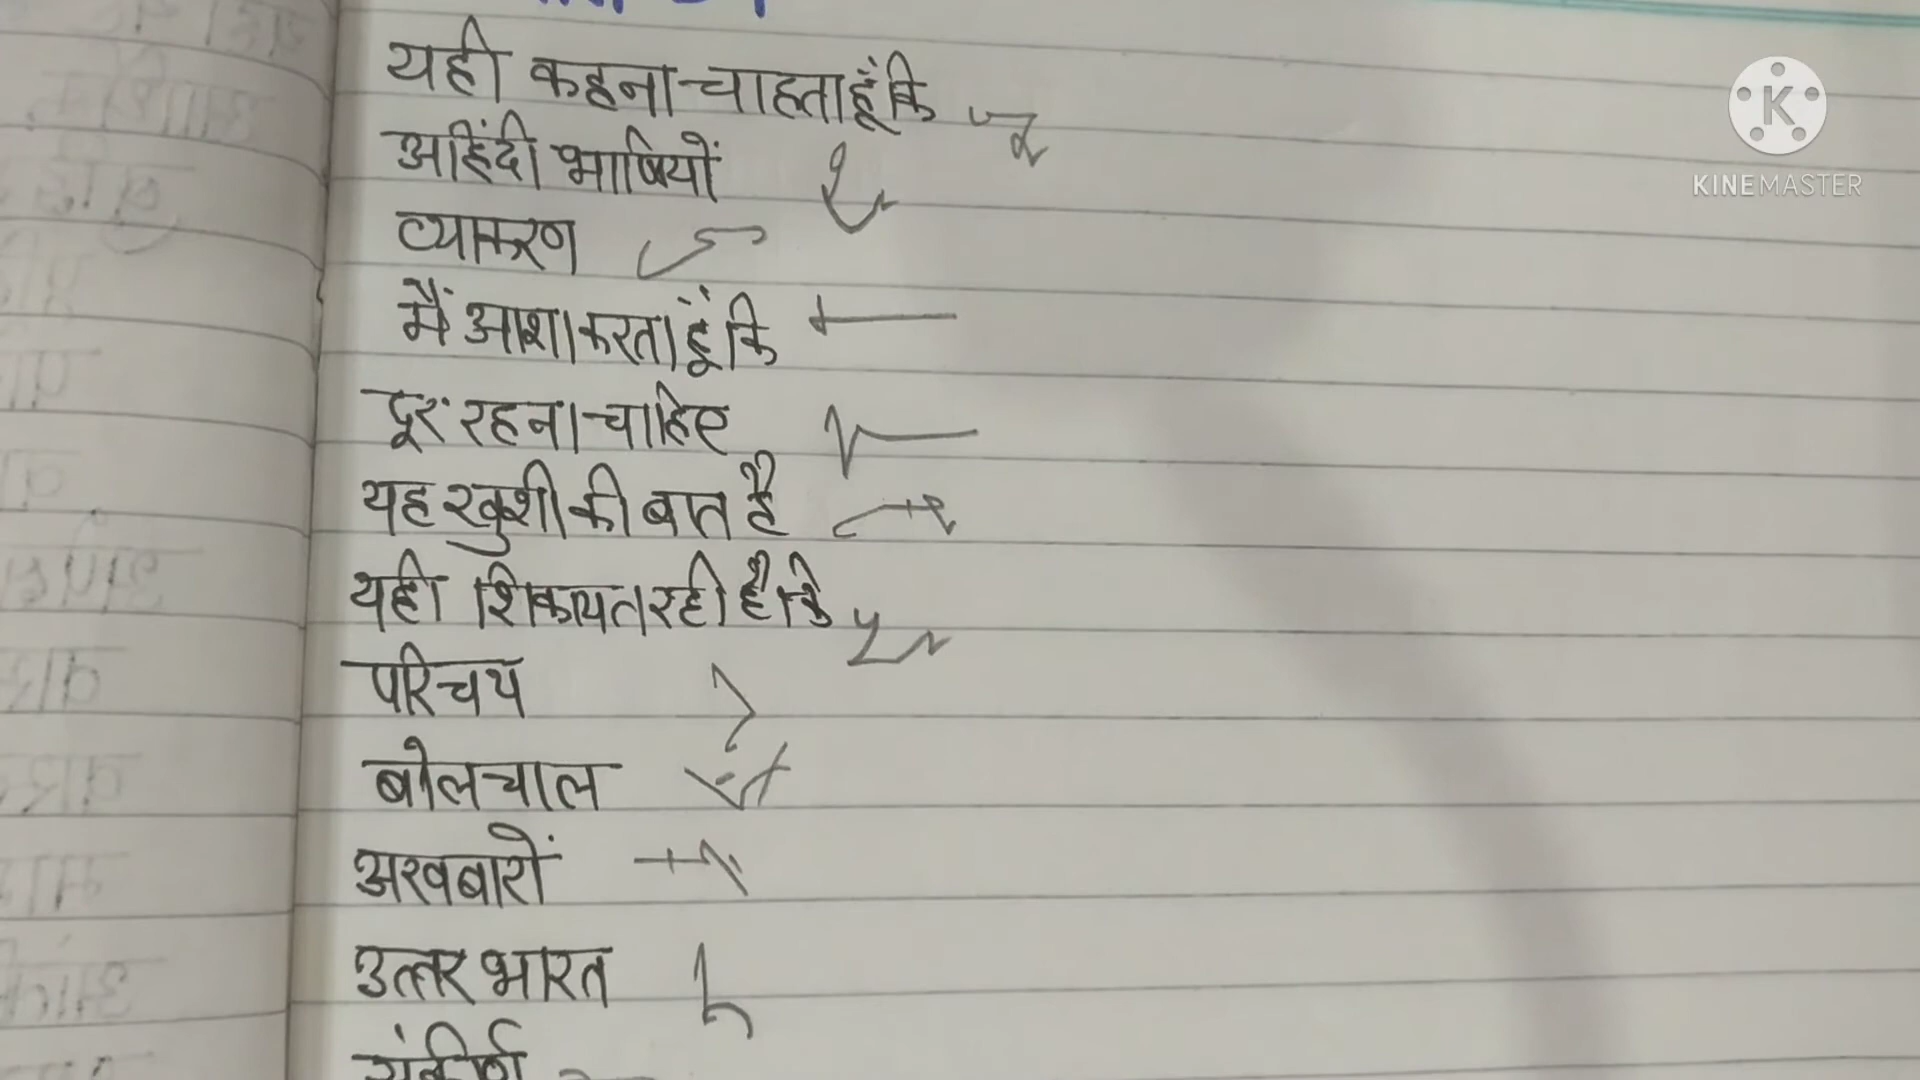 यही कहना चाहता हूँ कि
अहिंदी भाषियों
व्याकरण
मैं आशा करता हूँ कि
दूर रहना चाहिए
यह खुशी की बात है
यही शिकायत रही है कि
परिचय
बोलचाल
अखबारों
उत्तर भारत
संकीर्ण
K
KINEMASTER